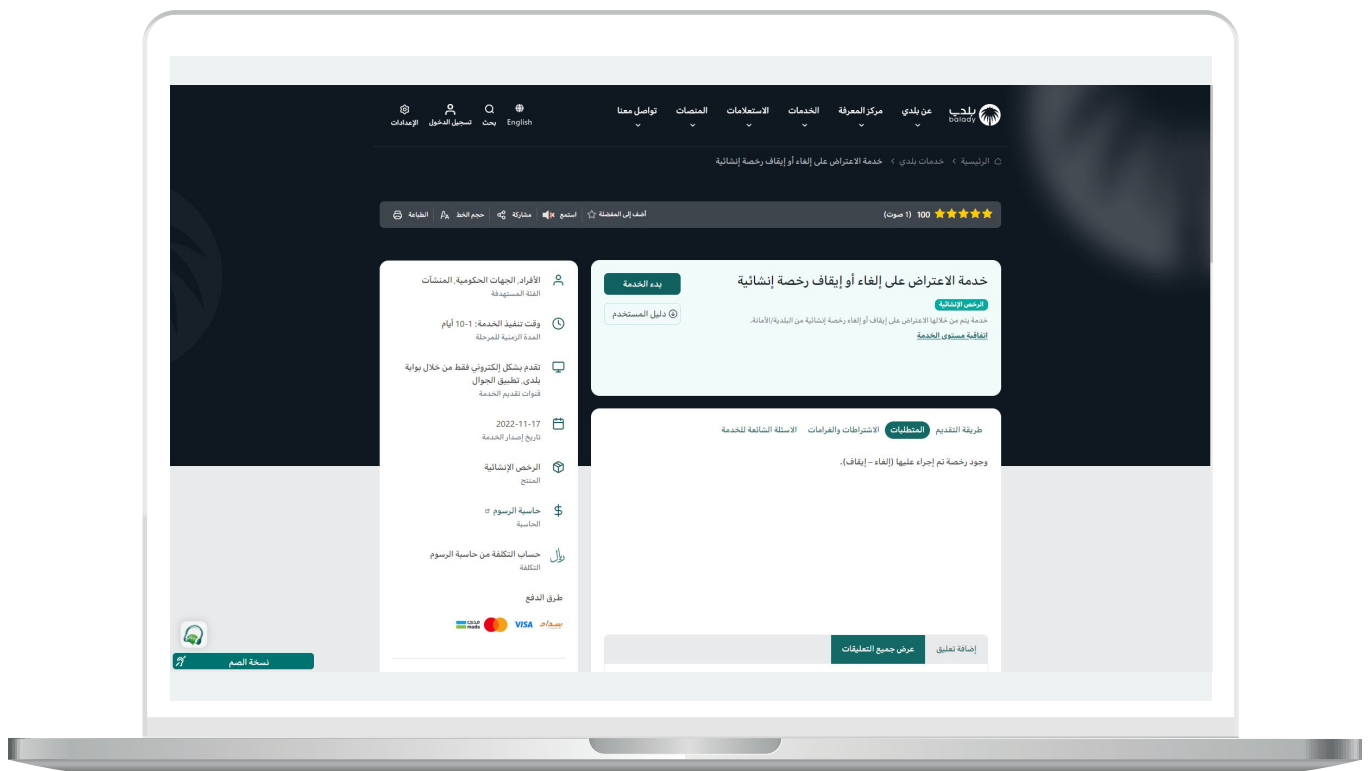 بلدي
balady
عن بلدي
مركز المعرفة
الخدمات
الاستعلامات
المنصات
تواصل معنا
English
بحث
تسجيل الدخول
الإعدادات
الرئيسية > خدمات بلدي > خدمة الاعتراض على إلغاء أو إيقاف رخصة إنشائية
100 (1 صوت)
أضف إلى المفضلة
استمع
مشاركة
حجم الخط
الطباعة
خدمة الاعتراض على إلغاء أو إيقاف رخصة إنشائية
الرخص الإنشائية
خدمة يتم من خلالها الاعتراض على إيقاف أو إلغاء رخصة إنشائية من البلدية/الأمانة.
اتفاقية مستوى الخدمة
بدء الخدمة
دليل المستخدم
طريقة التقديم
المتطلبات
الاشتراطات والغرامات
الاسئلة الشائعة للخدمة
وجود رخصة تم إجراء عليها (إلغاء – إيقاف).
إضافة تعليق
عرض جميع التعليقات
الأفراد, الجهات الحكومية, المنشآت
الفئة المستهدفة
وقت تنفيذ الخدمة: 1-10 أيام
المدة الزمنية للمرحلة
تقدم بشكل إلكتروني فقط من خلال بوابة
بلدي, تطبيق الجوال
قنوات تقديم الخدمة
2022-11-17
تاريخ إصدار الخدمة
الرخص الإنشائية
المنتج
حاسبة الرسوم
الحاسبة
حساب التكلفة من حاسبة الرسوم
التكلفة
طرق الدفع
سداد
VISA
مدى
mada
نسخة الصم